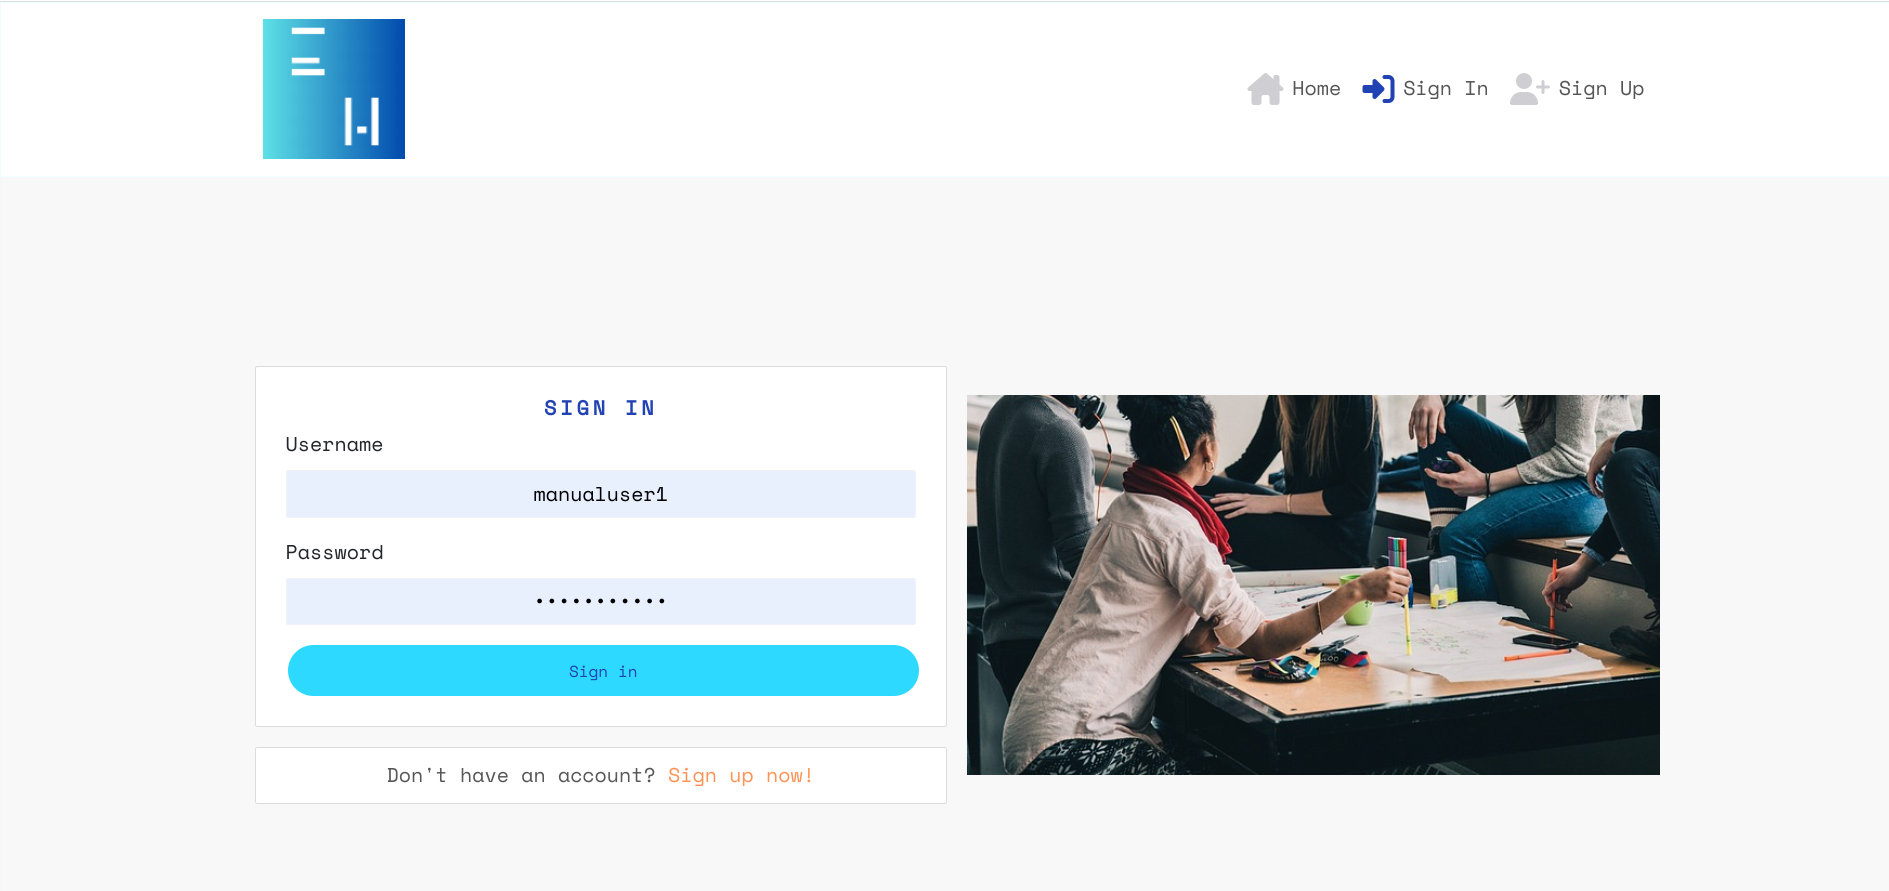 Home Sign In Sign Up
SIGN IN
Username
manualuser1
Password
•••••••••••
Sign in
Don't have an account? Sign up now!